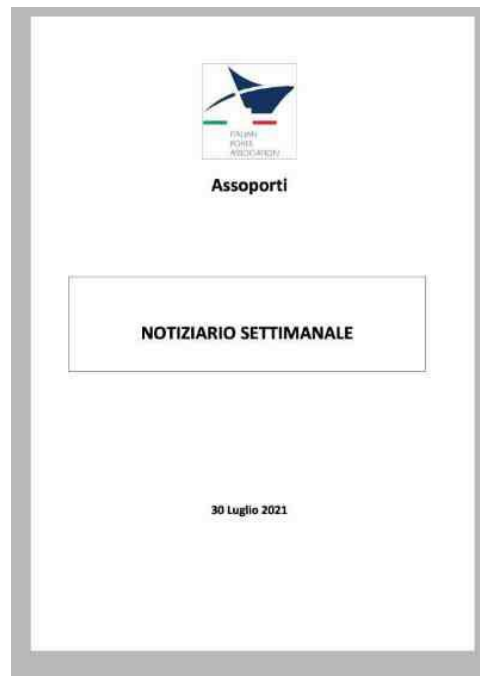 ITALIAN
PORTS
ASSOCIATION
Assoporti
NOTIZIARIO SETTIMANALE
30 Luglio 2021